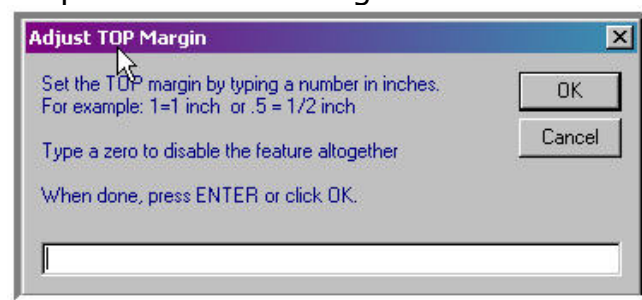 Adjust TOP Margin
Set the TOP margin by typing a number in inches.
For example: 1=1 inch or .5 = 1/2 inch
OK
Cancel
Type a zero to disable the feature altogether
When done, press ENTER or click OK.